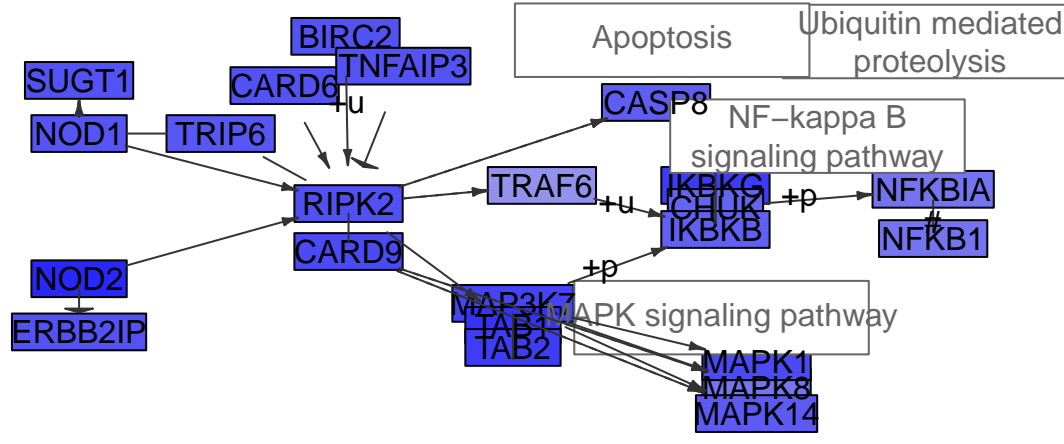 BIRC2
Apoptosis
Ubiquitin mediated
proteolysis
TNFAIP3
SUGT1
CARD6
+u
CASP8
NOD1
TRIP6
NF−kappa B
signaling pathway
RIPK2
TRAF6
+u
IKBKG
CHUK
IKBKB
+p
NFKBIA
#
NFKB1
CARD9
+p
NOD2
ERBB2IP
MAP3K7
TAB1
TAB2
MAPK signaling pathway
MAPK1
MAPK8
MAPK14